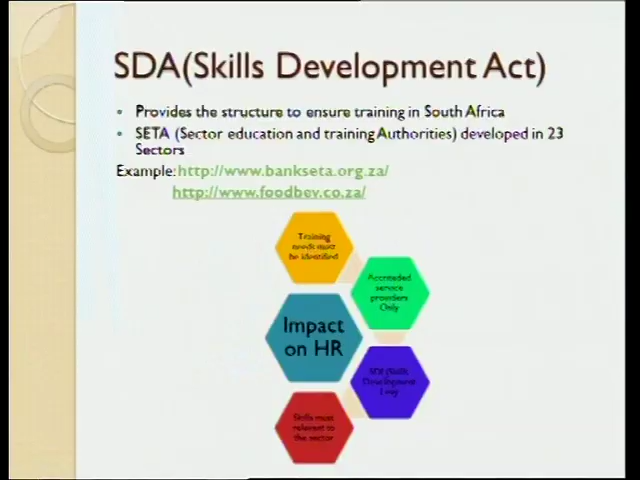 SDA(Skills Development Act)
Provides the structure to ensure training in South Africa
SETA (Sector education and training Authorities) developed in 23
Sectors
Example: http://www.bankseta.org.za/
http://www.foodbev.co.za/
Training
needs must
be identified
Accredited
service
providers
Only
Impact
on HR
Development
Levy
Skills must
relevant to
the sector